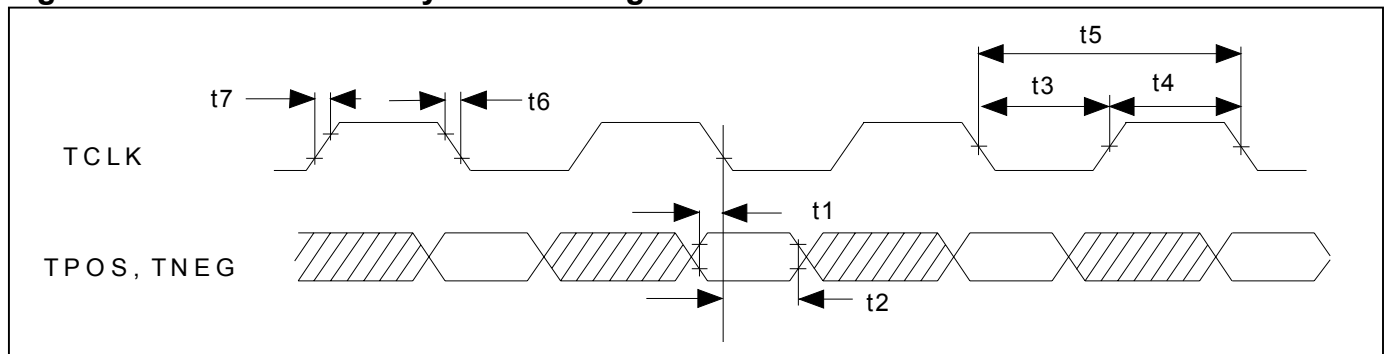 t5
t3 t4
t7 t6
TCLK
t1
TPOS, TNEG
t2